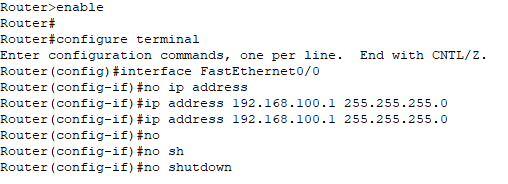 Router>enable
Router#
Router#configure terminal
Enter configuration commands, one per line.  End with CNTL/Z.
Router(config)#interface FastEthernet0/0
Router(config-if)#no ip address
Router(config-if)#ip address 192.168.100.1 255.255.255.0
Router(config-if)#ip address 192.168.100.1 255.255.255.0
Router(config-if)#no
Router(config-if)#no sh
Router(config-if)#no shutdown